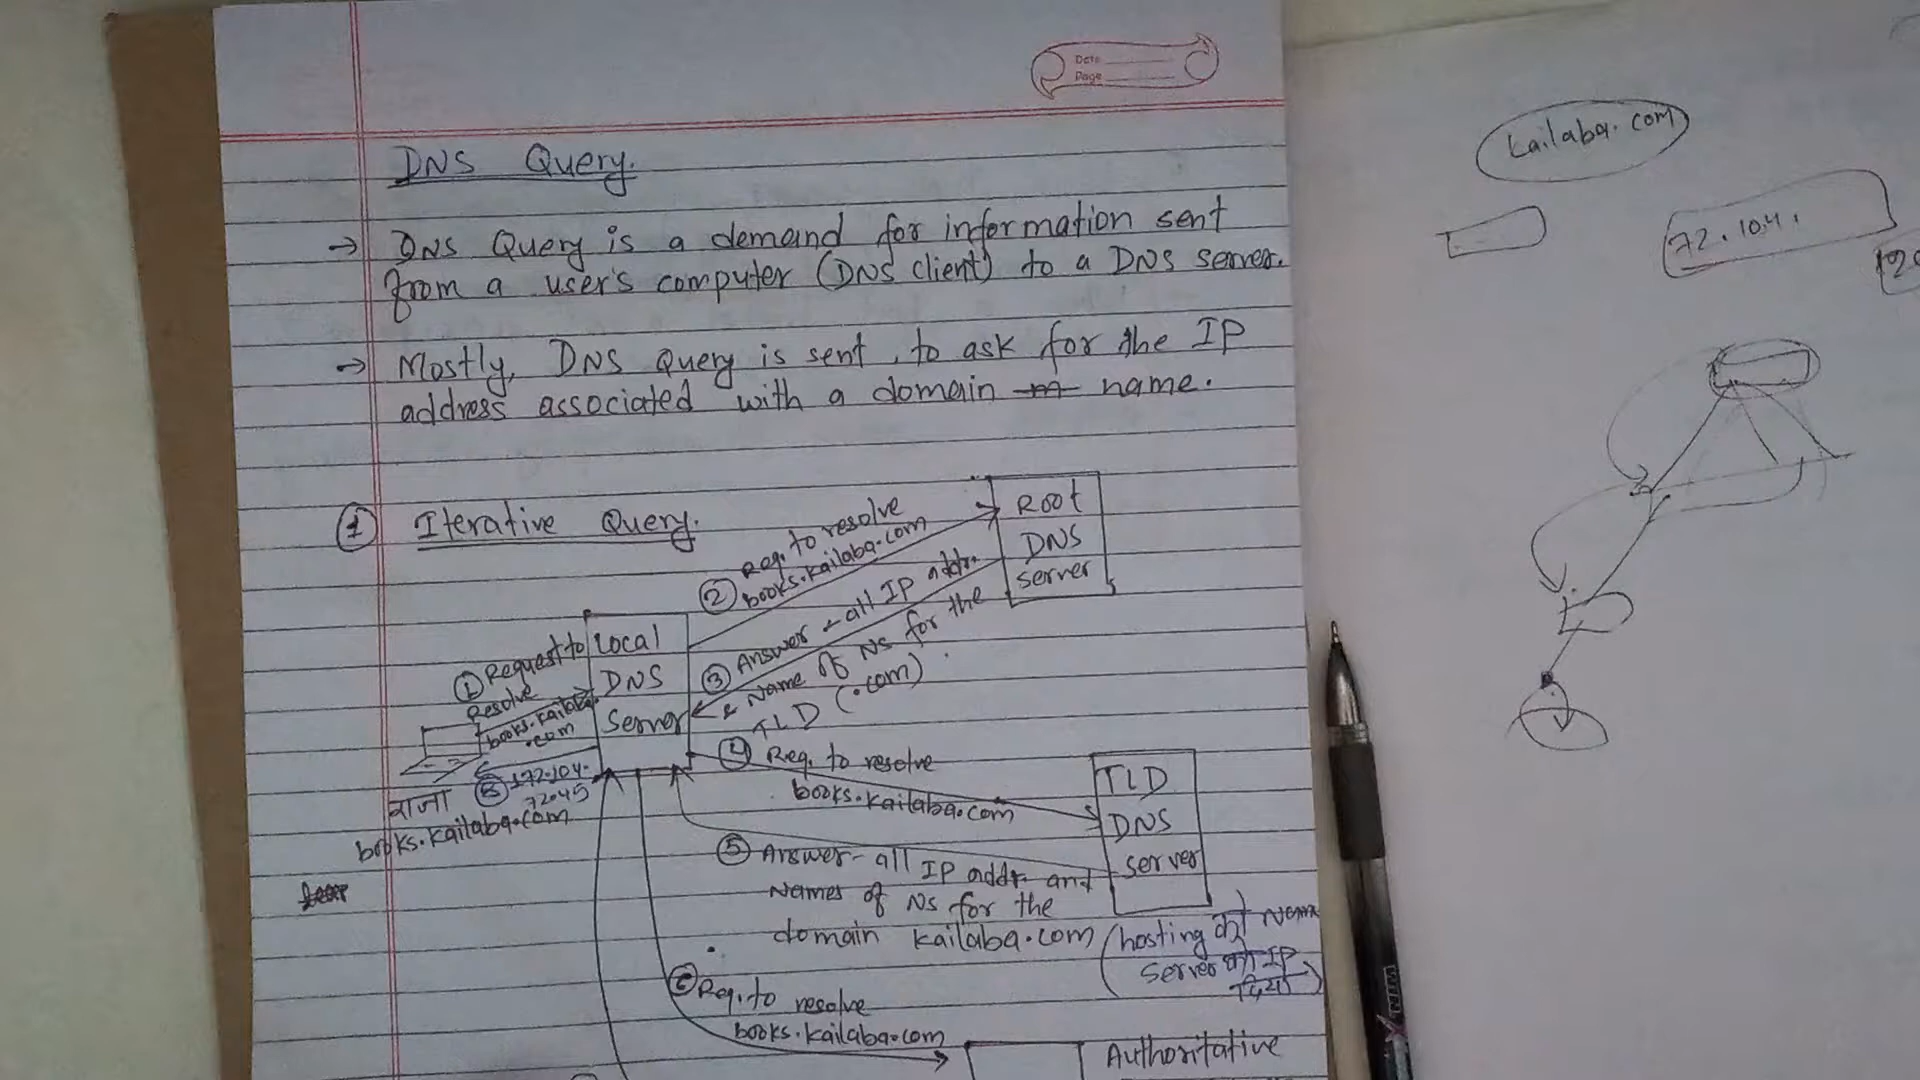 Date
Page
DNS Query.
→ DNS Query is a demand for information sent
from a user's computer (DNS client) to a DNS server.
→ Mostly, DNS Query is sent, to ask for the IP
address associated with a domain name.
① Iterative Query.
Root
DNS
server
② Req. to resolve
books.kailaba.com
③ Answer - all IP addr.
& Name of NS for the
TLD (.com)
Local
DNS
Server
① Request to
Resolve
books.kailaba
.com
⑧ 172.104.
books.kailaba.com
④ Req. to resolve
books.kailaba.com
TLD
DNS
server
⑤ Answer- all IP addr. and
Names of NS for the
domain kailaba.com
(hosting का Name
Server का IP
दिया)
⑥ Req. to resolve
books.kailaba.com
Authoritative
kailaba.com
72.104.